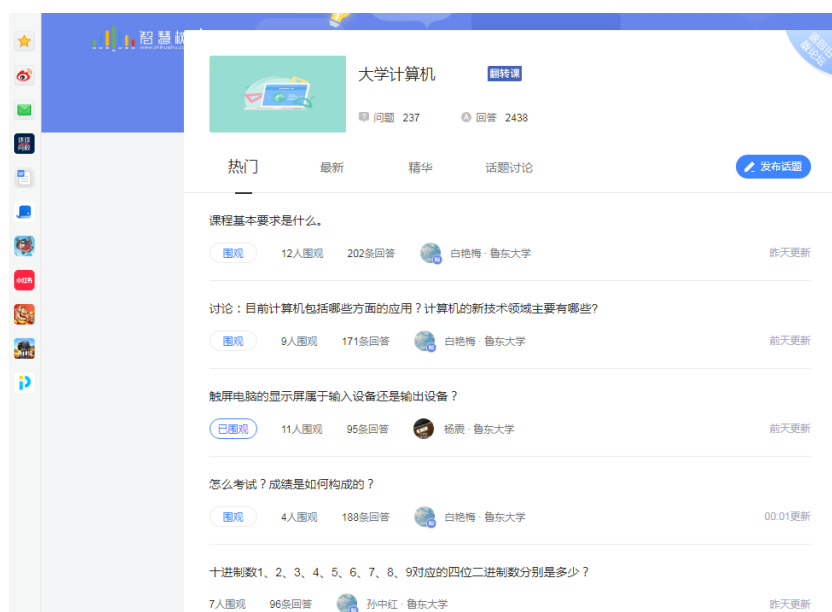 智慧树
www.zhihuishu.co
返回旧
版论坛
大学计算机 翻转课
问题 237 回答 2438
热门 最新 精华 话题讨论 发布话题
课程基本要求是什么。
围观 12人围观 202条回答 白艳梅 · 鲁东大学 昨天更新
讨论：目前计算机包括哪些方面的应用？计算机的新技术领域主要有哪些?
围观 9人围观 171条回答 白艳梅 · 鲁东大学 前天更新
触屏电脑的显示屏属于输入设备还是输出设备？
已围观 11人围观 95条回答 杨震 · 鲁东大学 前天更新
怎么考试？成绩是如何构成的？
围观 4人围观 188条回答 白艳梅 · 鲁东大学 00:01更新
十进制数1、2、3、4、5、6、7、8、9对应的四位二进制数分别是多少？
7人围观 96条回答 孙中红 · 鲁东大学 昨天更新
小红书